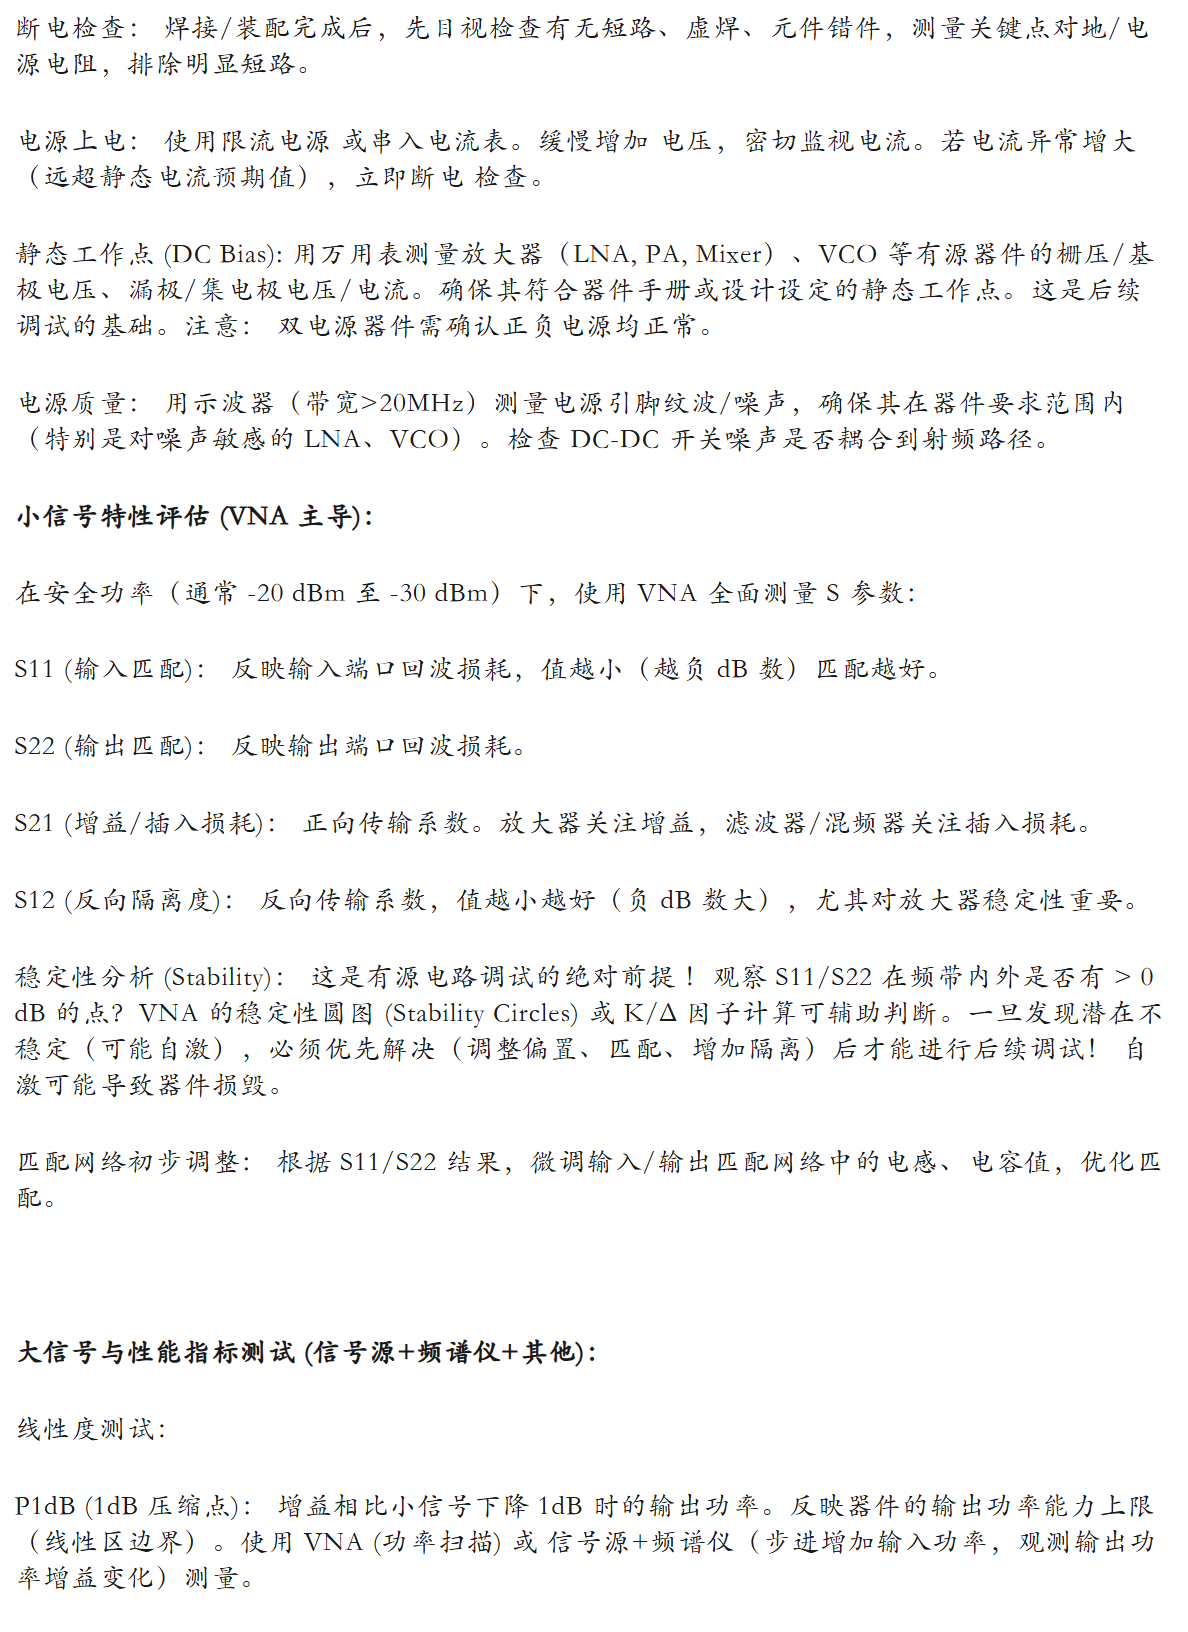 断电检查： 焊接/装配完成后，先目视检查有无短路、虚焊、元件错件，测量关键点对地/电
源电阻，排除明显短路。
电源上电： 使用限流电源 或串入电流表。缓慢增加 电压，密切监视电流。若电流异常增大
（远超静态电流预期值），立即断电 检查。
静态工作点 (DC Bias): 用万用表测量放大器（LNA, PA, Mixer）、VCO 等有源器件的栅压/基
极电压、漏极/集电极电压/电流。确保其符合器件手册或设计设定的静态工作点。这是后续
调试的基础。注意： 双电源器件需确认正负电源均正常。
电源质量： 用示波器（带宽>20MHz）测量电源引脚纹波/噪声，确保其在器件要求范围内
（特别是对噪声敏感的 LNA、VCO）。检查 DC-DC 开关噪声是否耦合到射频路径。
小信号特性评估 (VNA 主导)：
在安全功率（通常 -20 dBm 至 -30 dBm）下，使用 VNA 全面测量 S 参数：
S11 (输入匹配)： 反映输入端口回波损耗，值越小（越负 dB 数）匹配越好。
S22 (输出匹配)： 反映输出端口回波损耗。
S21 (增益/插入损耗)： 正向传输系数。放大器关注增益，滤波器/混频器关注插入损耗。
S12 (反向隔离度)： 反向传输系数，值越小越好（负 dB 数大），尤其对放大器稳定性重要。
稳定性分析 (Stability)： 这是有源电路调试的绝对前提！观察 S11/S22 在频带内外是否有 > 0
dB 的点？VNA 的稳定性圆图 (Stability Circles) 或 K/Δ 因子计算可辅助判断。一旦发现潜在不
稳定（可能自激），必须优先解决（调整偏置、匹配、增加隔离）后才能进行后续调试！ 自
激可能导致器件损毁。
匹配网络初步调整： 根据 S11/S22 结果，微调输入/输出匹配网络中的电感、电容值，优化匹
配。
大信号与性能指标测试 (信号源+频谱仪+其他)：
线性度测试：
P1dB (1dB 压缩点)： 增益相比小信号下降 1dB 时的输出功率。反映器件的输出功率能力上限
（线性区边界）。使用 VNA (功率扫描) 或 信号源+频谱仪（步进增加输入功率，观测输出功
率增益变化）测量。